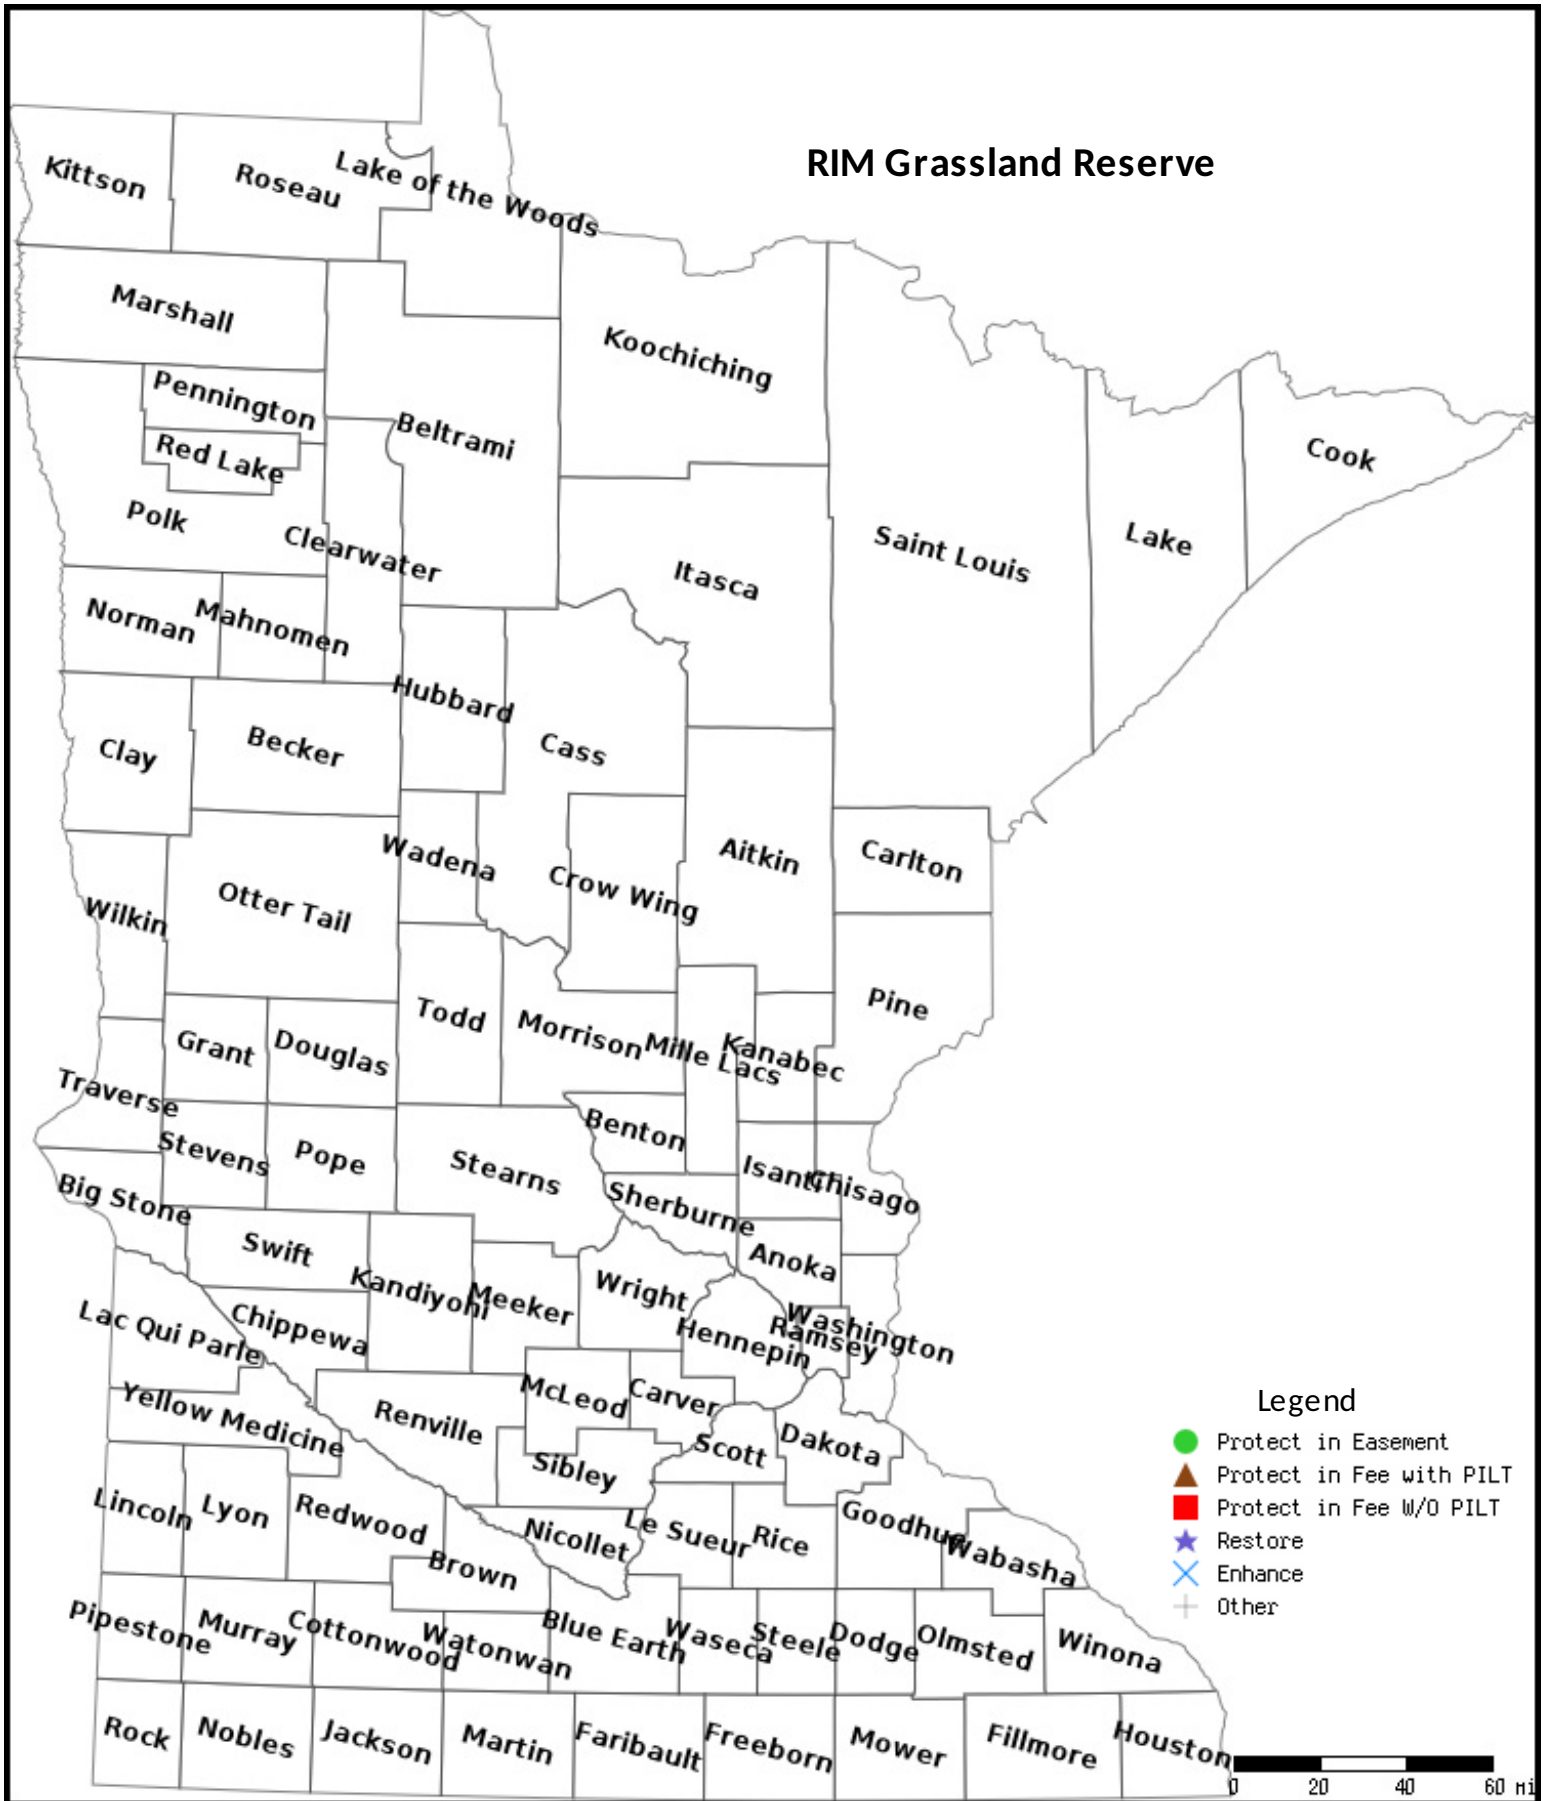 RIM Grassland Reserve
Kittson
Roseau
Lake of the Woods
Marshall
Koochiching
Pennington
Beltrami
Red Lake
Cook
Polk
Clearwater
Saint Louis
Lake
Itasca
Norman
Mahnomen
Hubbard
Clay
Becker
Cass
Wadena
Aitkin
Carlton
Otter Tail
Crow Wing
Wilkin
Pine
Todd
Morrison
Mille Lacs
Kanabec
Grant
Douglas
Traverse
Benton
Stevens
Pope
Stearns
Isanti
Chisago
Big Stone
Sherburne
Swift
Anoka
Kandiyohi
Meeker
Wright
Lac Qui Parle
Chippewa
Hennepin
Ramsey
Washington
McLeod
Carver
Yellow Medicine
Renville
Scott
Dakota
Sibley
Lincoln
Lyon
Redwood
Nicollet
Le Sueur
Rice
Goodhue
Wabasha
Brown
Pipestone
Murray
Cottonwood
Watonwan
Blue Earth
Waseca
Steele
Dodge
Olmsted
Winona
Rock
Nobles
Jackson
Martin
Faribault
Freeborn
Mower
Fillmore
Houston
Legend
Protect in Easement
Protect in Fee with PILT
Protect in Fee W/O PILT
Restore
Enhance
Other
0 20 40 60 mi